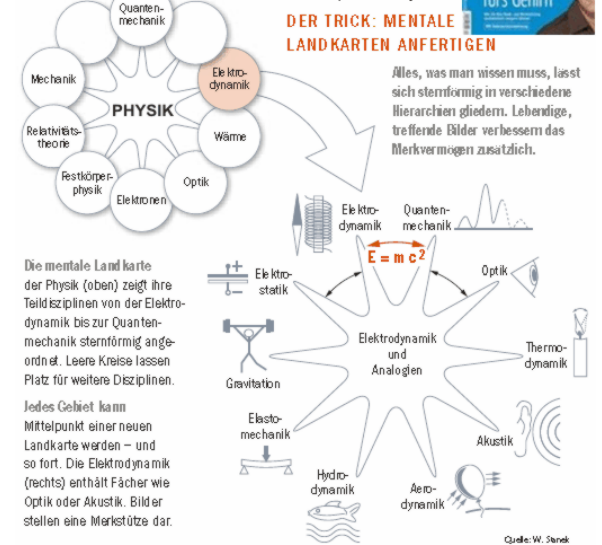 fürs Gehirn
DER TRICK: MENTALE
LANDKARTEN ANFERTIGEN
Alles, was man wissen muss, lässt
sich sternförmig in verschiedene
Hierarchien gliedern. Lebendige,
treffende Bilder verbessern das
Merkvermögen zusätzlich.
Quanten-
mechanik
Mechanik
Elektro-
dynamik
PHYSIK
Relativitäts-
theorie
Wärme
Festkörper-
physik
Elektronen
Optik
Die mentale Landkarte
der Physik (oben) zeigt ihre
Teildisziplinen von der Elektro-
dynamik bis zur Quanten-
mechanik sternförmig ange-
ordnet. Leere Kreise lassen
Platz für weitere Disziplinen.
Jedes Gebiet kann
Mittelpunkt einer neuen
Landkarte werden – und
so fort. Die Elektrodynamik
(rechts) enthält Fächer wie
Optik oder Akustik. Bilder
stellen eine Merkstütze dar.
Elektro-
dynamik
Quanten-
mechanik
E = m c²
Elektro-
statik
Optik
Elektrodynamik
und
Analogien
Gravitation
Thermo-
dynamik
Elasto-
mechanik
Akustik
Hydro-
dynamik
Aero-
dynamik
Quelle: W. Stanek